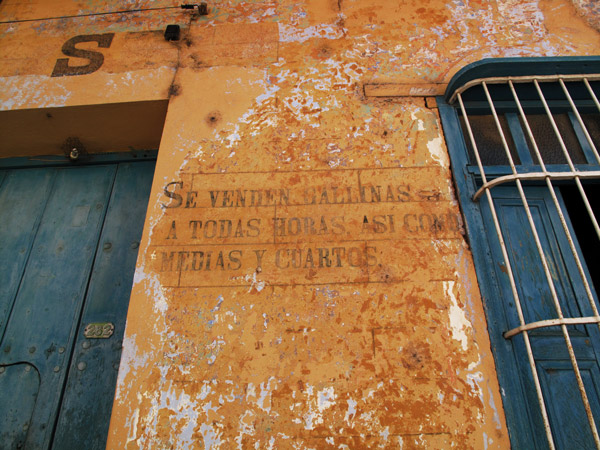 S
SE VENDEN GALLINAS
A TODAS HORAS. ASI COMO
MEDIAS Y CUARTOS.